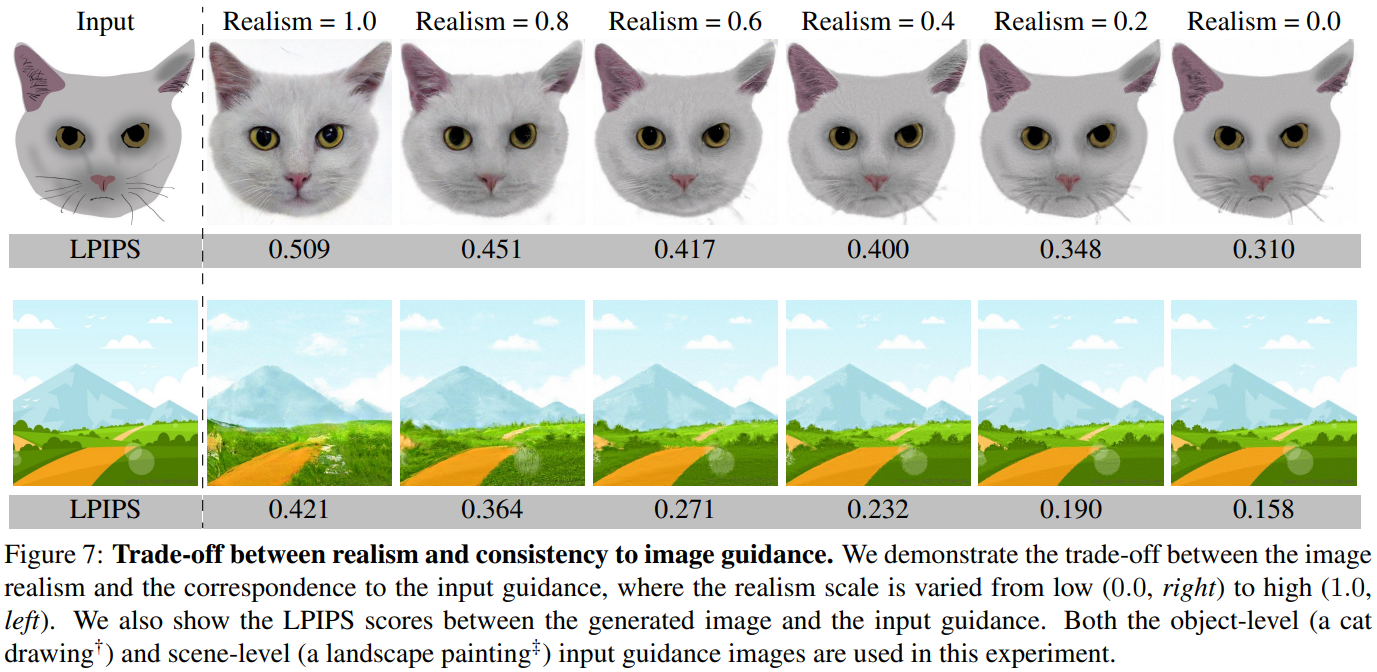 Input Realism = 1.0 Realism = 0.8 Realism = 0.6 Realism = 0.4 Realism = 0.2 Realism = 0.0
LPIPS 0.509 0.451 0.417 0.400 0.348 0.310
LPIPS 0.421 0.364 0.271 0.232 0.190 0.158
Figure 7: Trade-off between realism and consistency to image guidance. We demonstrate the trade-off between the image
realism and the correspondence to the input guidance, where the realism scale is varied from low (0.0, right) to high (1.0,
left). We also show the LPIPS scores between the generated image and the input guidance. Both the object-level (a cat
drawing†) and scene-level (a landscape painting‡) input guidance images are used in this experiment.